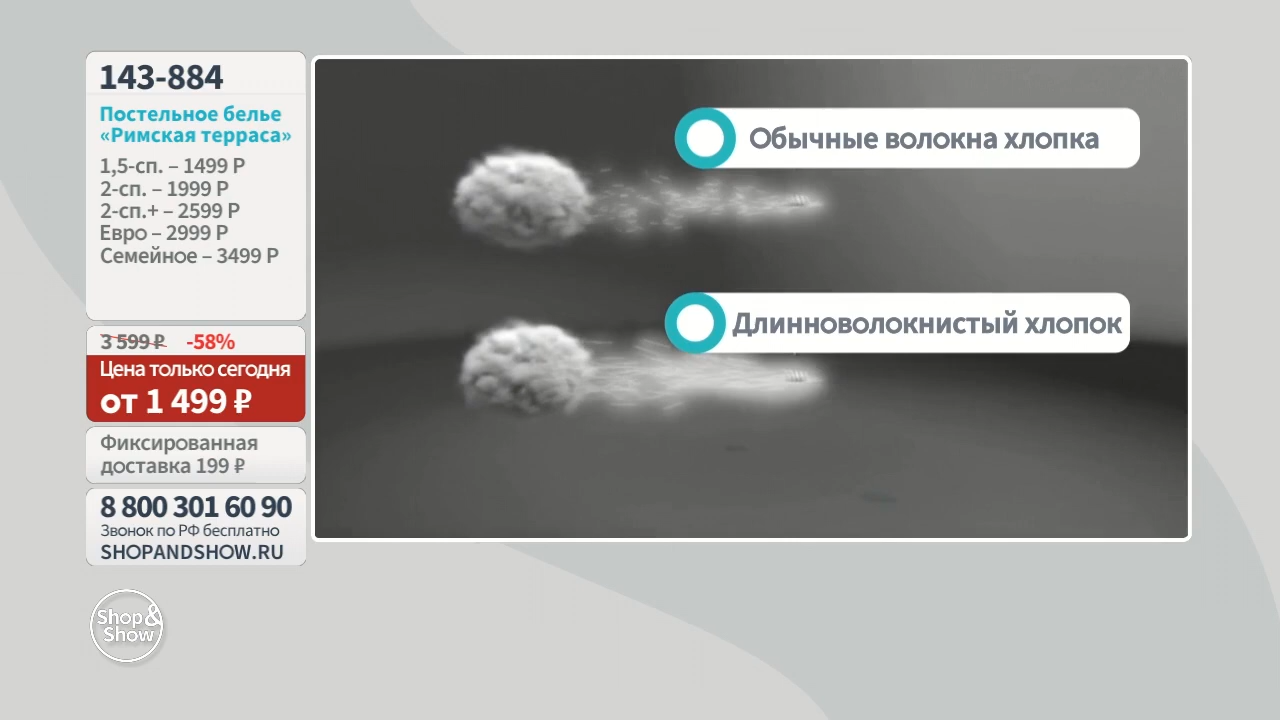 143-884
Постельное белье
«Римская терраса»
1,5-сп. – 1499 Р
2-сп. – 1999 Р
2-сп.+ – 2599 Р
Евро – 2999 Р
Семейное – 3499 Р
3 599 ₽ -58%
Цена только сегодня
от 1 499 ₽
Фиксированная
доставка 199 ₽
8 800 301 60 90
Звонок по РФ бесплатно
SHOPANDSHOW.RU
Shop&
Show
Обычные волокна хлопка
Длинноволокнистый хлопок